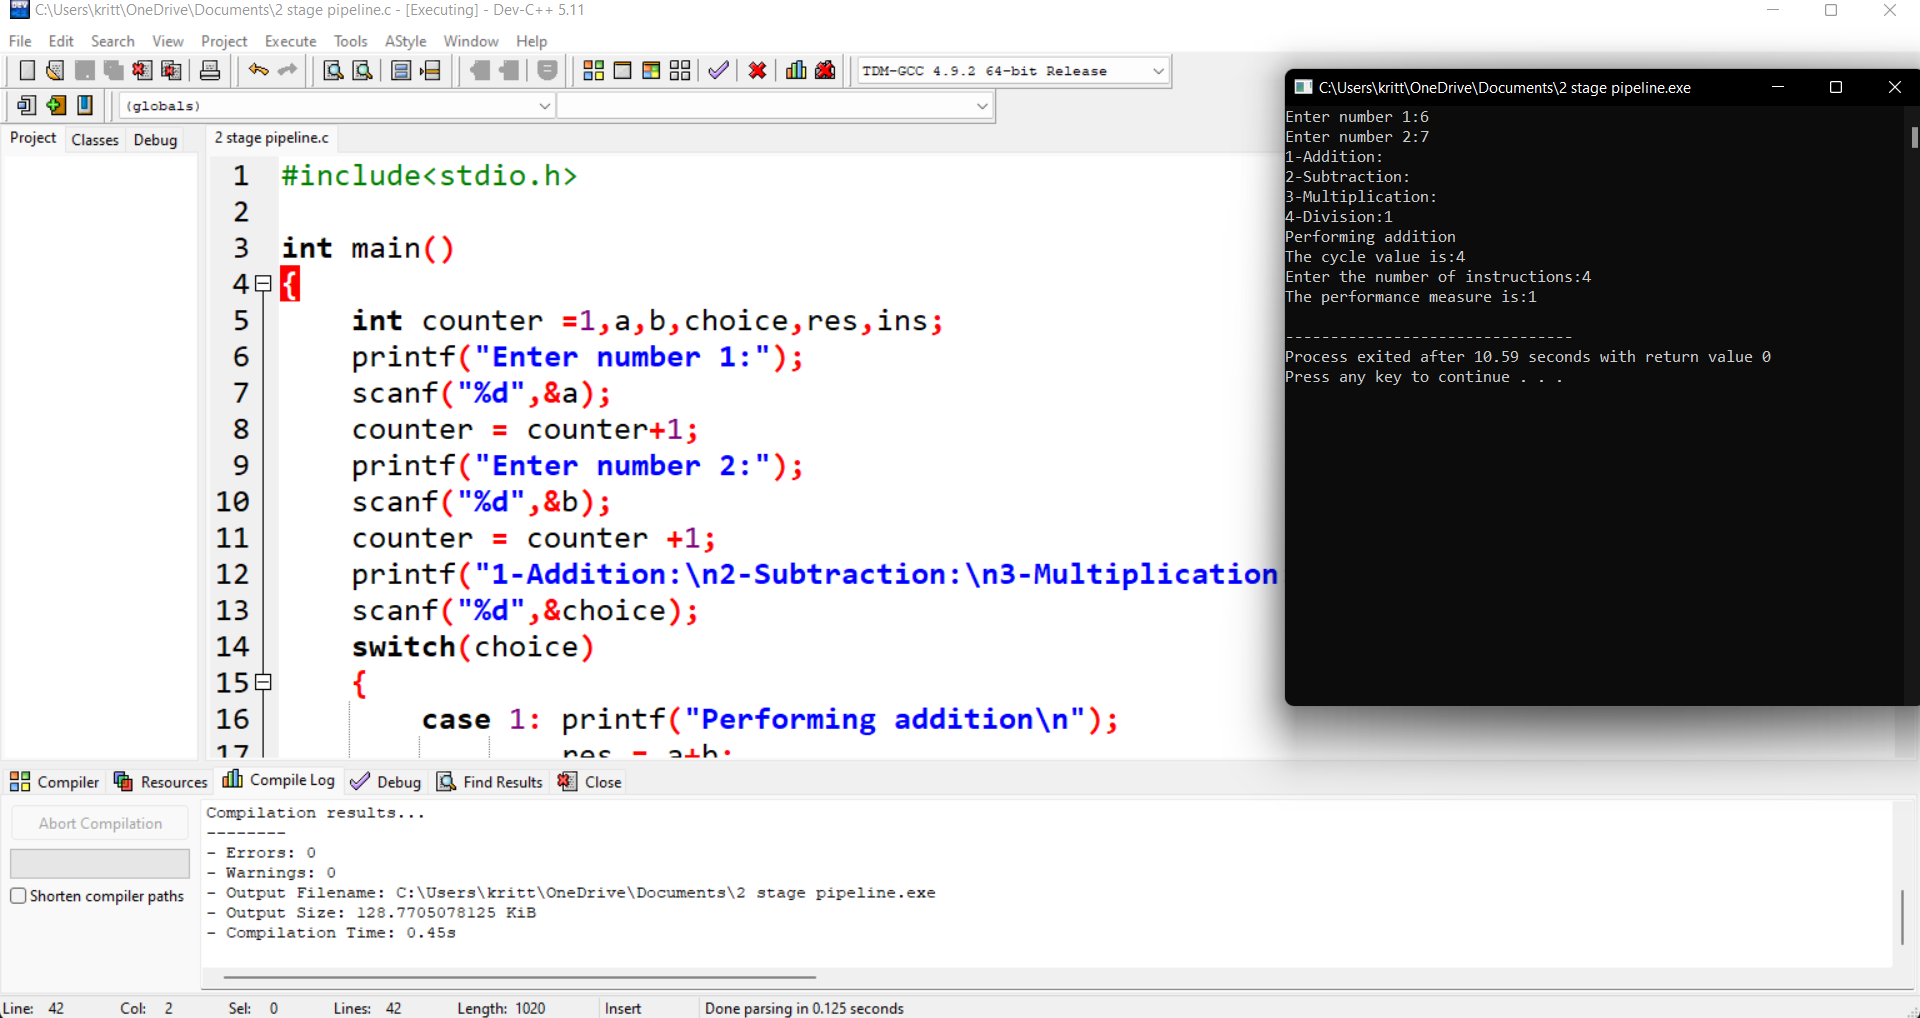 C:\Users\kritt\OneDrive\Documents\2 stage pipeline.c - [Executing] - Dev-C++ 5.11
File Edit Search View Project Execute Tools AStyle Window Help
TDM-GCC 4.9.2 64-bit Release
(globals)
Project Classes Debug
2 stage pipeline.c
1 #include<stdio.h>
2
3 int main()
4 {
5 int counter =1,a,b,choice,res,ins;
6 printf("Enter number 1:");
7 scanf("%d",&a);
8 counter = counter+1;
9 printf("Enter number 2:");
10 scanf("%d",&b);
11 counter = counter +1;
12 printf("1-Addition:\n2-Subtraction:\n3-Multiplication
13 scanf("%d",&choice);
14 switch(choice)
15 {
16 case 1: printf("Performing addition\n");
17 res = a+b;
C:\Users\kritt\OneDrive\Documents\2 stage pipeline.exe
Enter number 1:6
Enter number 2:7
1-Addition:
2-Subtraction:
3-Multiplication:
4-Division:1
Performing addition
The cycle value is:4
Enter the number of instructions:4
The performance measure is:1
--------------------------------
Process exited after 10.59 seconds with return value 0
Press any key to continue . . .
Compiler Resources Compile Log Debug Find Results Close
Abort Compilation
Shorten compiler paths
Compilation results...
--------
- Errors: 0
- Warnings: 0
- Output Filename: C:\Users\kritt\OneDrive\Documents\2 stage pipeline.exe
- Output Size: 128.7705078125 KiB
- Compilation Time: 0.45s
Line: 42 Col: 2 Sel: 0 Lines: 42 Length: 1020 Insert Done parsing in 0.125 seconds